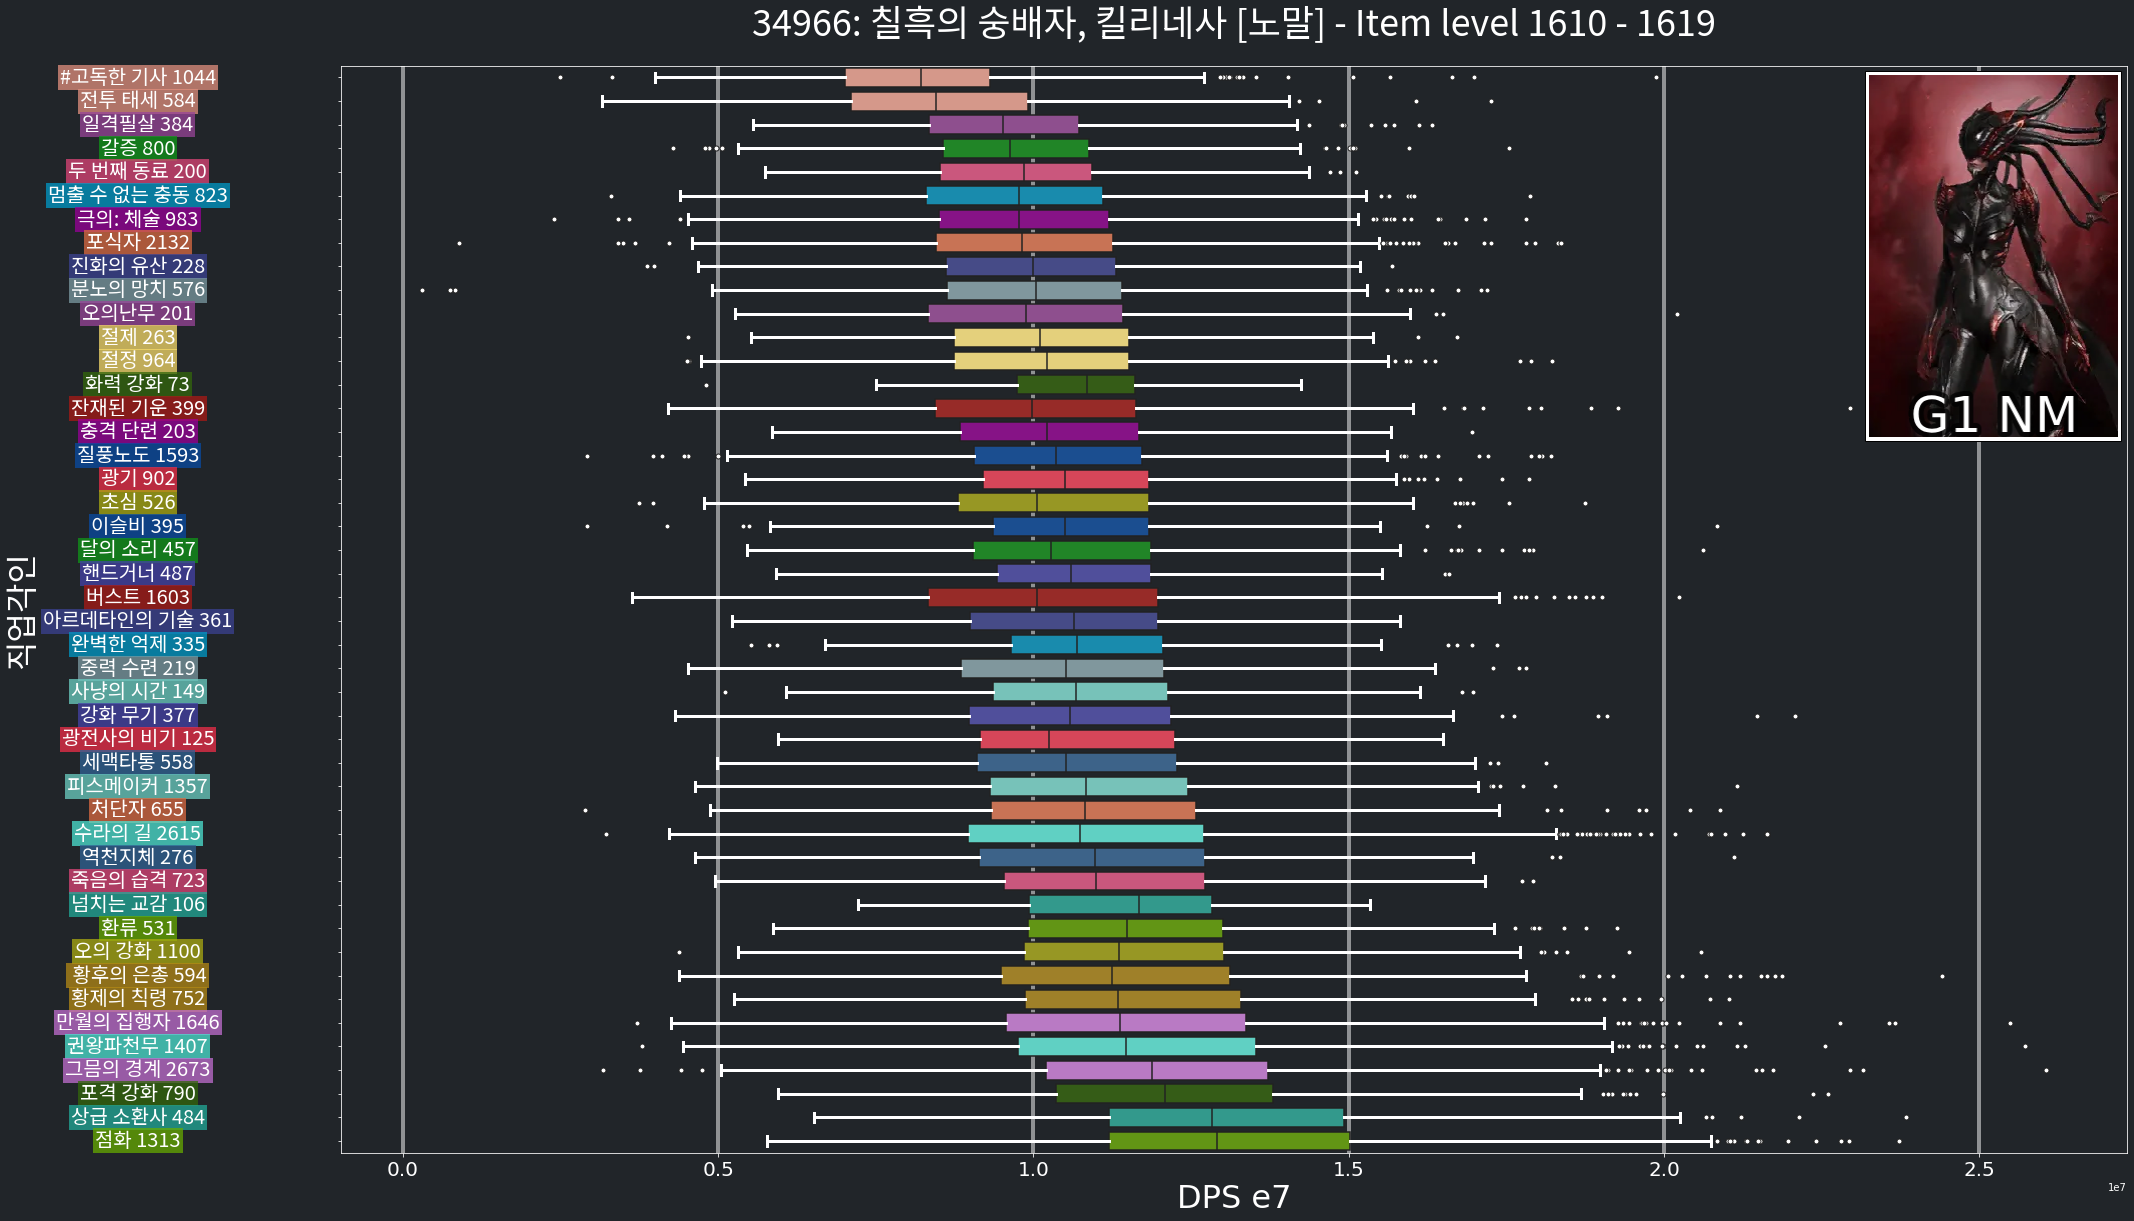 34966: 칠흑의 숭배자, 킬리네사 [노말] - Item level 1610 - 1619
#고독한 기사 1044
전투 태세 584
일격필살 384
갈증 800
두 번째 동료 200
멈출 수 없는 충동 823
극의: 체술 983
포식자 2132
진화의 유산 228
분노의 망치 576
오의난무 201
절제 263
절정 964
화력 강화 73
잔재된 기운 399
충격 단련 203
질풍노도 1593
광기 902
초심 526
이슬비 395
달의 소리 457
핸드거너 487
버스트 1603
아르데타인의 기술 361
완벽한 억제 335
중력 수련 219
사냥의 시간 149
강화 무기 377
광전사의 비기 125
세맥타통 558
피스메이커 1357
처단자 655
수라의 길 2615
역천지체 276
죽음의 습격 723
넘치는 교감 106
환류 531
오의 강화 1100
황후의 은총 594
황제의 칙령 752
만월의 집행자 1646
권왕파천무 1407
그믐의 경계 2673
포격 강화 790
상급 소환사 484
점화 1313
직업각인
G1 NM
0.0 0.5 1.0 1.5 2.0 2.5
DPS e7
1e7